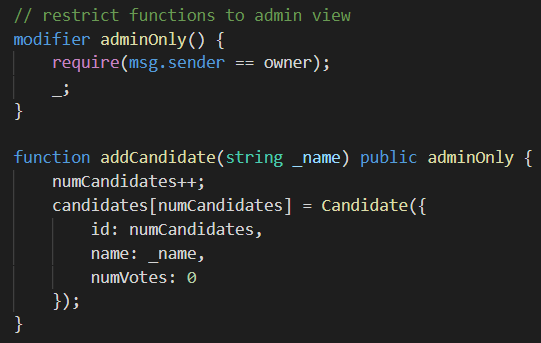 // restrict functions to admin view
modifier adminOnly() {
    require(msg.sender == owner);
    _;
}

function addCandidate(string _name) public adminOnly {
    numCandidates++;
    candidates[numCandidates] = Candidate({
        id: numCandidates,
        name: _name,
        numVotes: 0
    });
}